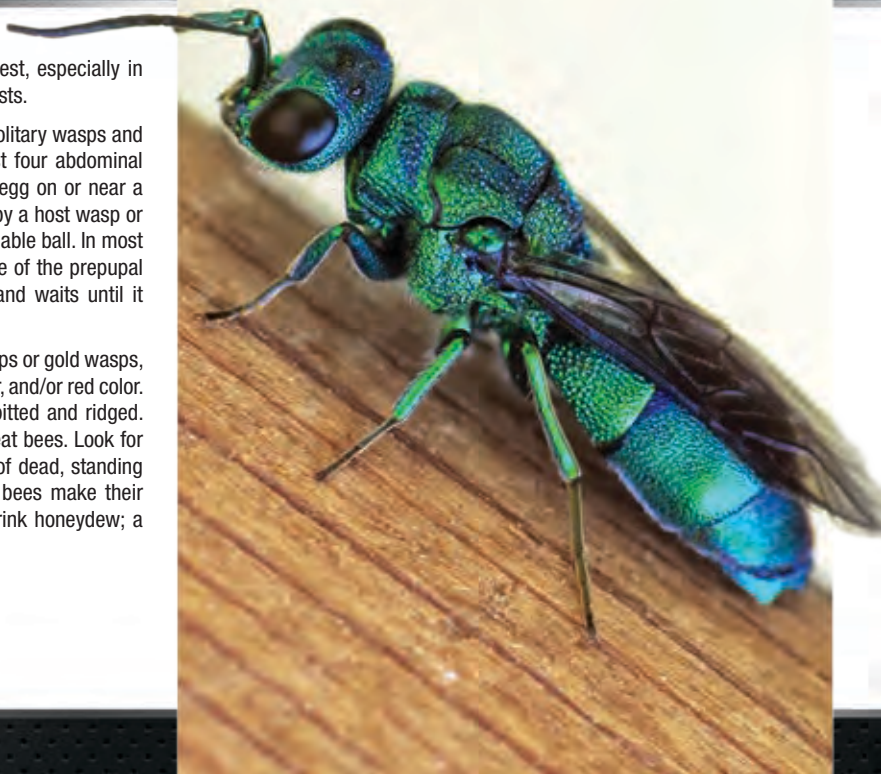 est, especially in
sts.
olitary wasps and
t four abdominal
egg on or near a
by a host wasp or
able ball. In most
e of the prepupal
and waits until it
ps or gold wasps,
r, and/or red color.
itted and ridged.
eat bees. Look for
of dead, standing
bees make their
rink honeydew; a